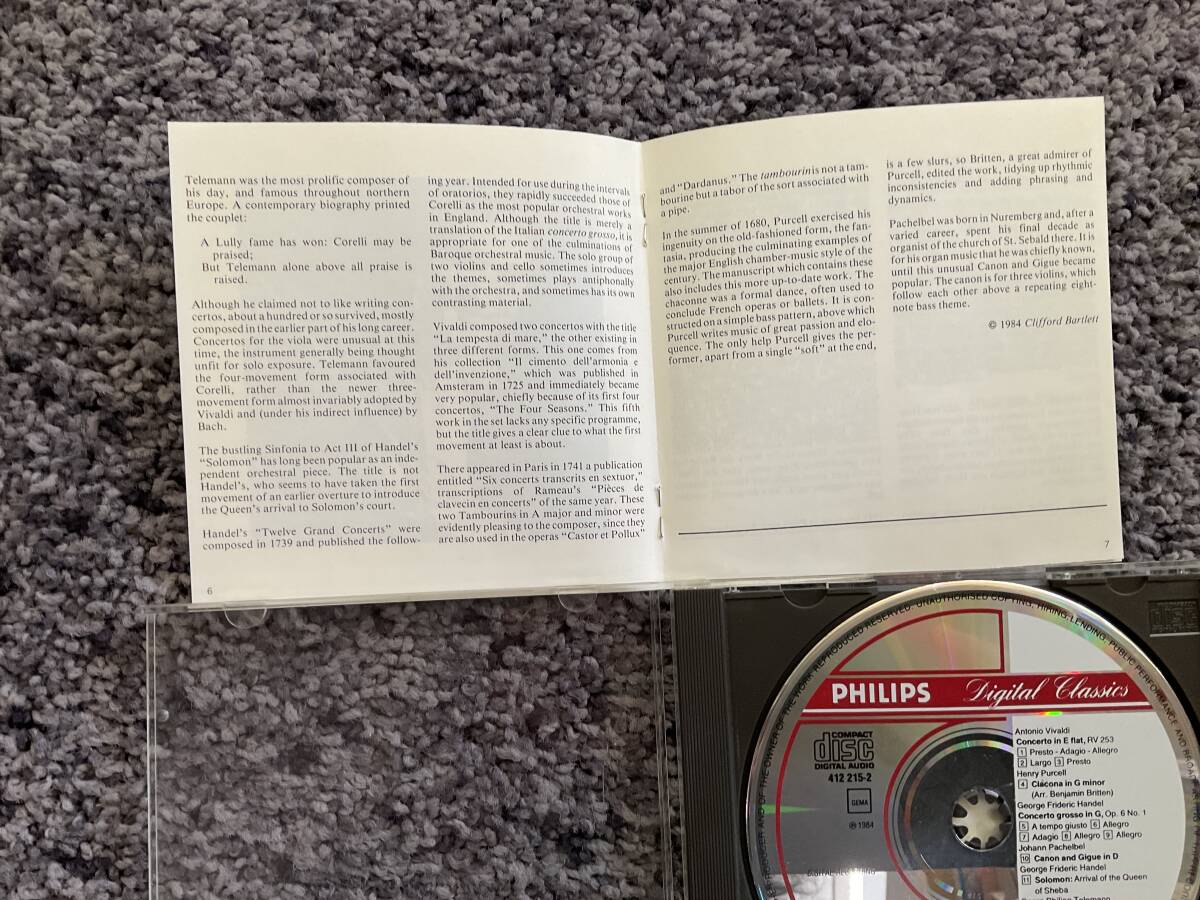 Telemann was the most prolific composer of
his day, and famous throughout northern
Europe. A contemporary biography printed
the couplet:
A Lully fame has won: Corelli may be
praised;
But Telemann alone above all praise is
raised.
Although he claimed not to like writing con-
certos, about a hundred or so survived, mostly
composed in the earlier part of his long career.
Concertos for the viola were unusual at this
time, the instrument generally being thought
unfit for solo exposure. Telemann favoured
the four-movement form associated with
Corelli, rather than the newer three-
movement form almost invariably adopted by
Vivaldi and (under his indirect influence) by
Bach.
The bustling Sinfonia to Act III of Handel's
"Solomon" has long been popular as an inde-
pendent orchestral piece. The title is not
Handel's, who seems to have taken the first
movement of an earlier overture to introduce
the Queen's arrival to Solomon's court.
Handel's "Twelve Grand Concerts" were
composed in 1739 and published the follow-
6
ing year. Intended for use during the intervals
of oratorios, they rapidly succeeded those of
Corelli as the most popular orchestral works
in England. Although the title is merely a
translation of the Italian concerto grosso, it is
appropriate for one of the culminations of
Baroque orchestral music. The solo group of
two violins and cello sometimes introduces
the themes, sometimes plays antiphonally
with the orchestra, and sometimes has its own
contrasting material.
Vivaldi composed two concertos with the title
"La tempesta di mare," the other existing in
three different forms. This one comes from
his collection "Il cimento dell'armonia e
dell'invenzione," which was published in
Amsteram in 1725 and immediately became
very popular, chiefly because of its first four
concertos, "The Four Seasons." This fifth
work in the set lacks any specific programme,
but the title gives a clear clue to what the first
movement at least is about.
There appeared in Paris in 1741 a publication
entitled "Six concerts transcrits en sextuor,"
transcriptions of Rameau's "Pièces de
clavecin en concerts" of the same year. These
two Tambourins in A major and minor were
evidently pleasing to the composer, since they
are also used in the operas "Castor et Pollux"
and "Dardanus." The tambourin is not a tam-
bourine but a tabor of the sort associated with
a pipe.
In the summer of 1680, Purcell exercised his
ingenuity on the old-fashioned form, the fan-
tasia, producing the culminating examples of
the major English chamber-music style of the
century. The manuscript which contains these
also includes this more up-to-date work. The
chaconne was a formal dance, often used to
conclude French operas or ballets. It is con-
structed on a simple bass pattern, above which
Purcell writes music of great passion and elo-
quence. The only help Purcell gives the per-
former, apart from a single "soft" at the end,
is a few slurs, so Britten, a great admirer of
Purcell, edited the work, tidying up rhythmic
inconsistencies and adding phrasing and
dynamics.
Pachelbel was born in Nuremberg and, after a
varied career, spent his final decade as
organist of the church of St. Sebald there. It is
for his organ music that he was chiefly known,
until this unusual Canon and Gigue became
popular. The canon is for three violins, which
follow each other above a repeating eight-
note bass theme.
© 1984 Clifford Bartlett
7
REPRODUCED RESERVED. UNAUTHORISED COPYING, HIRING, LENDING, PUBLIC PERFORMANCE AND
PHILIPS Digital Classics
COMPACT
disc
DIGITAL AUDIO
412 215-2
GEMA
℗ 1984
Antonio Vivaldi
Concerto in E flat, RV 253
1 Presto - Adagio - Allegro
2 Largo 3 Presto
Henry Purcell
4 Ciacona in G minor
(Arr. Benjamin Britten)
George Frideric Handel
Concerto grosso in G, Op. 6 No. 1
5 A tempo giusto 6 Allegro
7 Adagio 8 Allegro 9 Allegro
Johann Pachelbel
10 Canon and Gigue in D
George Frideric Handel
11 Solomon: Arrival of the Queen
of Sheba